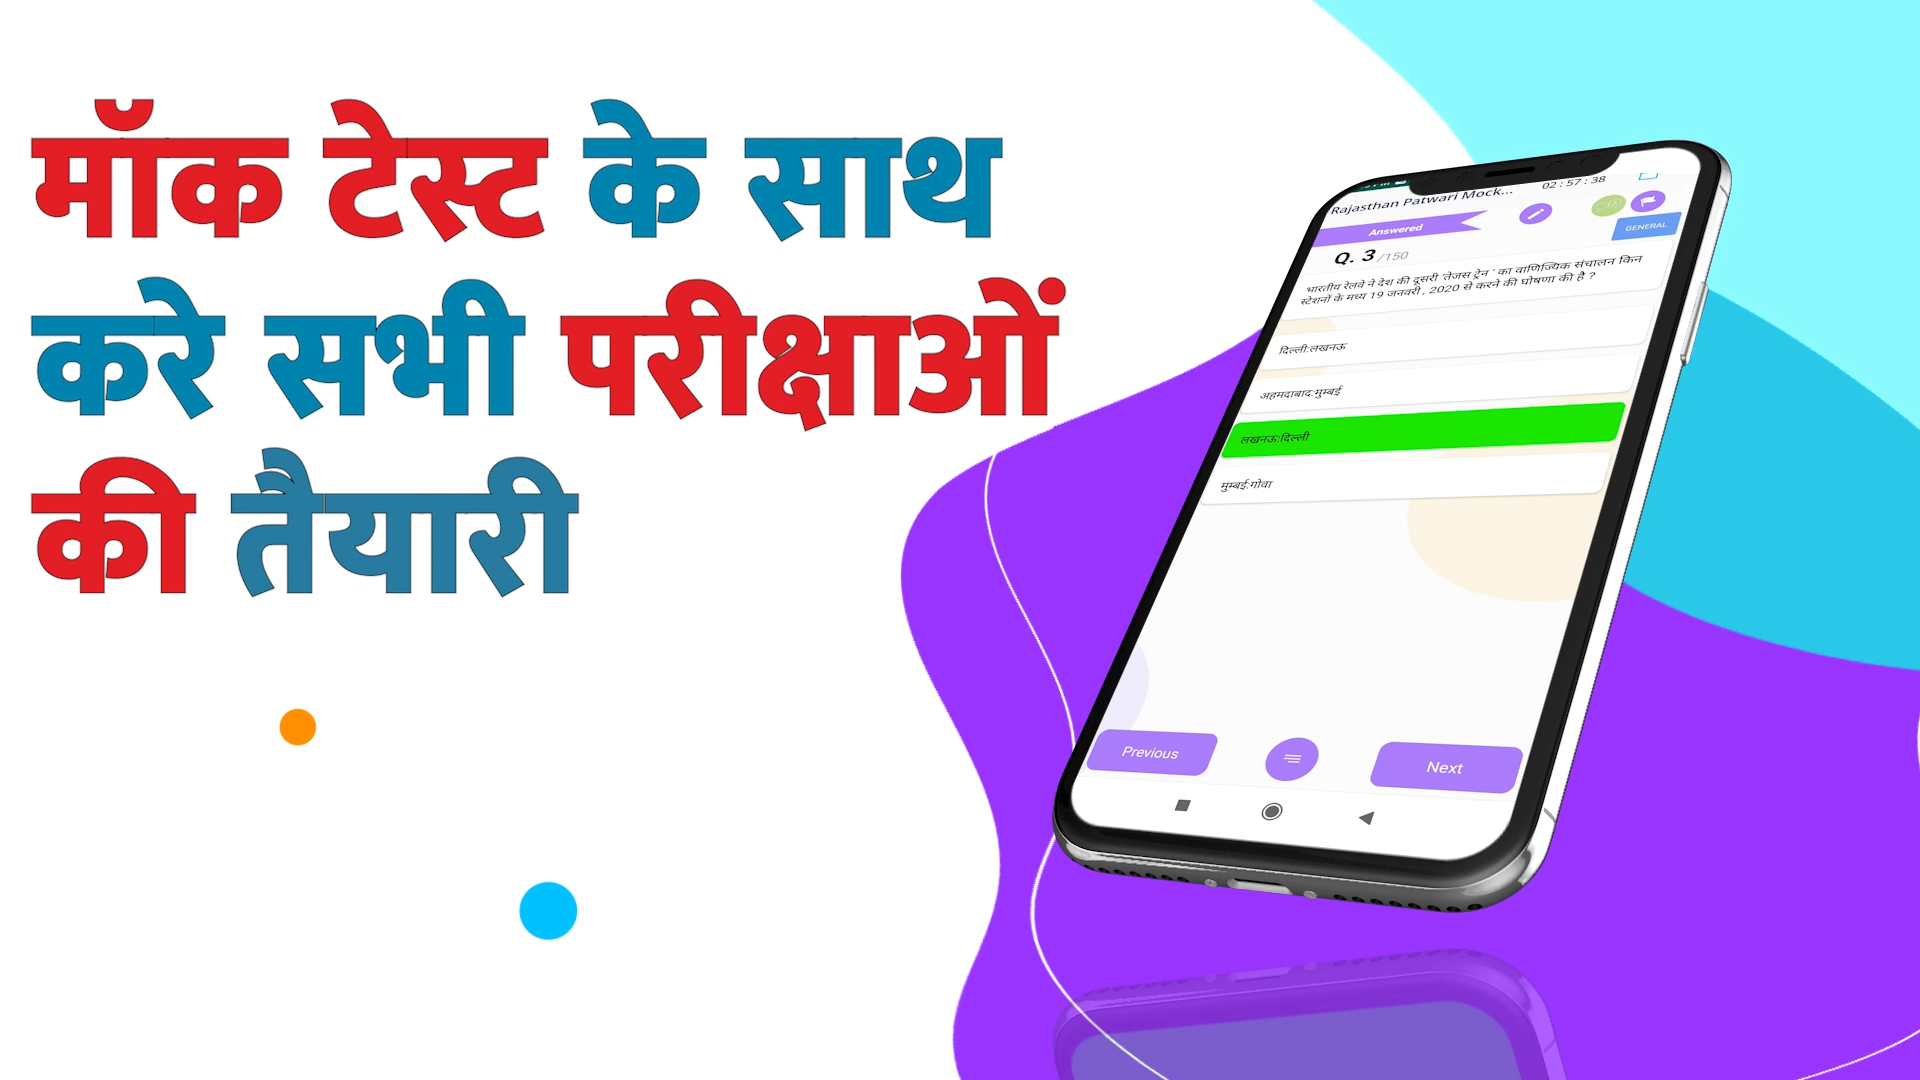 मॉक टेस्ट के साथ
करे सभी परीक्षाओं
की तैयारी
Rajasthan Patwari Mock...
02:57:38
Answered
GENERAL
Q. 3 /150
भारतीय रेलवे ने देश की दूसरी 'तेजस ट्रेन ' का वाणिज्यिक संचालन किन
स्टेशनों के मध्य 19 जनवरी , 2020 से करने की घोषणा की है ?
दिल्ली:लखनऊ
अहमदाबाद:मुम्बई
लखनऊ:दिल्ली
मुम्बई:गोवा
Previous
Next